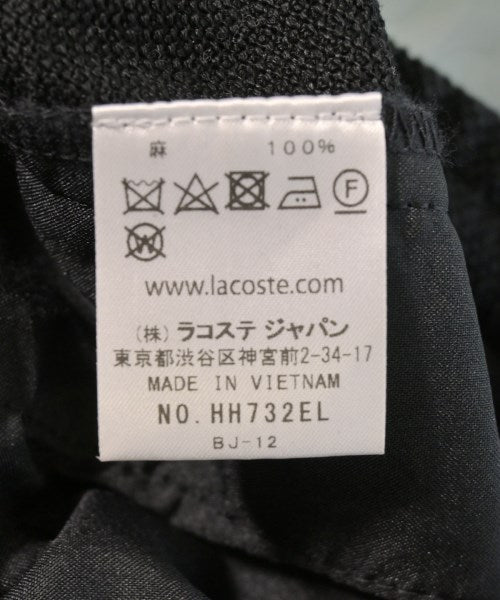 麻 100%
F
W
www.lacoste.com
(株) ラコステ ジャパン
東京都渋谷区神宮前2-34-17
MADE IN VIETNAM
NO. HH732EL
BJ-12